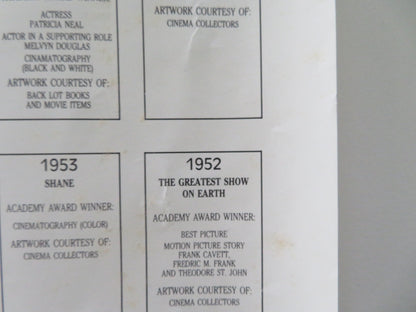 ACTRESS
PATRICIA NEAL
ACTOR IN A SUPPORTING ROLE
MELVYN DOUGLAS
CINAMATOGRAPHY
(BLACK AND WHITE)
ARTWORK COURTESY OF:
BACK LOT BOOKS
AND MOVIE ITEMS
ARTWORK COURTESY OF:
CINEMA COLLECTORS
1953
SHANE
ACADEMY AWARD WINNER:
CINEMATOGRAPHY (COLOR)
ARTWORK COURTESY OF:
CINEMA COLLECTORS
1952
THE GREATEST SHOW
ON EARTH
ACADEMY AWARD WINNER:
BEST PICTURE
MOTION PICTURE STORY
FRANK CAVETT,
FREDRIC M. FRANK
AND THEODORE ST. JOHN
ARTWORK COURTESY OF:
CINEMA COLLECTORS